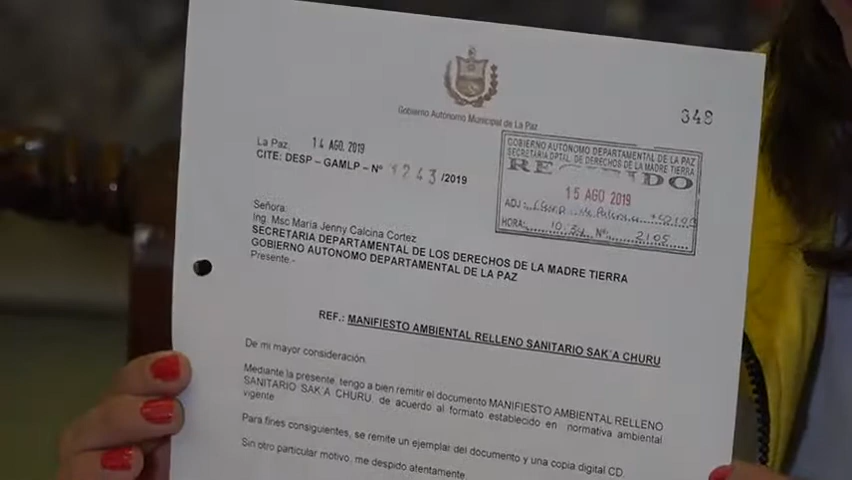 Gobierno Autónomo Municipal de La Paz
348
La Paz, 14 AGO. 2019
CITE: DESP – GAMLP – N° 1243 /2019
GOBIERNO AUTONOMO DEPARTAMENTAL DE LA PAZ
SECRETARIA DPTAL. DE DERECHOS DE LA MADRE TIERRA
RECIBIDO
15 AGO 2019
ADJ.:
HORA: N°: 2105
Señora:
Ing. Msc María Jenny Calcina Cortez
SECRETARIA DEPARTAMENTAL DE LOS DERECHOS DE LA MADRE TIERRA
GOBIERNO AUTONOMO DEPARTAMENTAL DE LA PAZ
Presente.-
REF.: MANIFIESTO AMBIENTAL RELLENO SANITARIO SAK'A CHURU
De mi mayor consideración.
Mediante la presente, tengo a bien remitir el documento MANIFIESTO AMBIENTAL RELLENO
SANITARIO SAK´A CHURU, de acuerdo al formato establecido en normativa ambiental
vigente
Para fines consiguientes, se remite un ejemplar del documento y una copia digital CD.
Sin otro particular motivo, me despido atentamente.